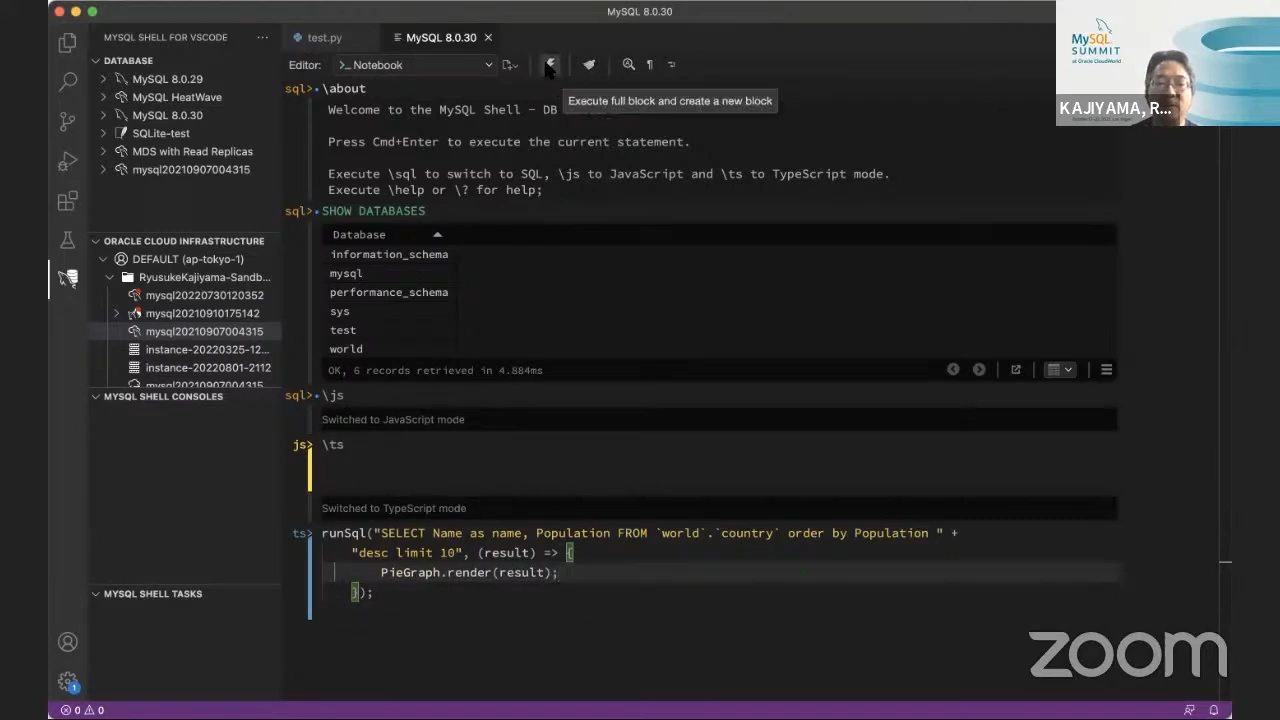 MySQL 8.0.30
MYSQL SHELL FOR VSCODE
test.py
MySQL 8.0.30
DATABASE
MySQL 8.0.29
MySQL HeatWave
MySQL 8.0.30
SQLite-test
MDS with Read Replicas
mysql20210907004315
ORACLE CLOUD INFRASTRUCTURE
DEFAULT (ap-tokyo-1)
RyusukeKajiyama-Sandb...
mysql20220730120352
mysql20210910175142
mysql20210907004315
instance-20220325-12...
instance-20220801-2112
mysql20210907004315
MYSQL SHELL CONSOLES
MYSQL SHELL TASKS
Editor:
Notebook
Execute full block and create a new block
sql> \about
Welcome to the MySQL Shell - DB
Press Cmd+Enter to execute the current statement.
Execute \sql to switch to SQL, \js to JavaScript and \ts to TypeScript mode.
Execute \help or \? for help;
sql> SHOW DATABASES
Database
information_schema
mysql
performance_schema
sys
test
world
OK, 6 records retrieved in 4.884ms
sql> \js
Switched to JavaScript mode
js> \ts
Switched to TypeScript mode
ts> runSql("SELECT Name as name, Population FROM `world`.`country` order by Population " +
"desc limit 10", (result) => {
PieGraph.render(result);
});
MySQL
SUMMIT
at Oracle CloudWorld
KAJIYAMA, R...
zoom
1
0 0